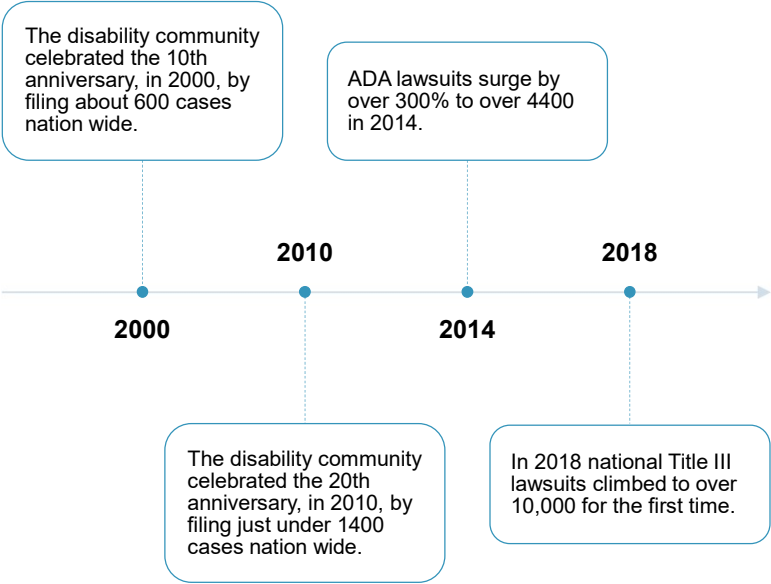 The disability community
celebrated the 10th
anniversary, in 2000, by
filing about 600 cases
nation wide.
ADA lawsuits surge by
over 300% to over 4400
in 2014.
2010
2018
2000
2014
The disability community
celebrated the 20th
anniversary, in 2010, by
filing just under 1400
cases nation wide.
In 2018 national Title III
lawsuits climbed to over
10,000 for the first time.